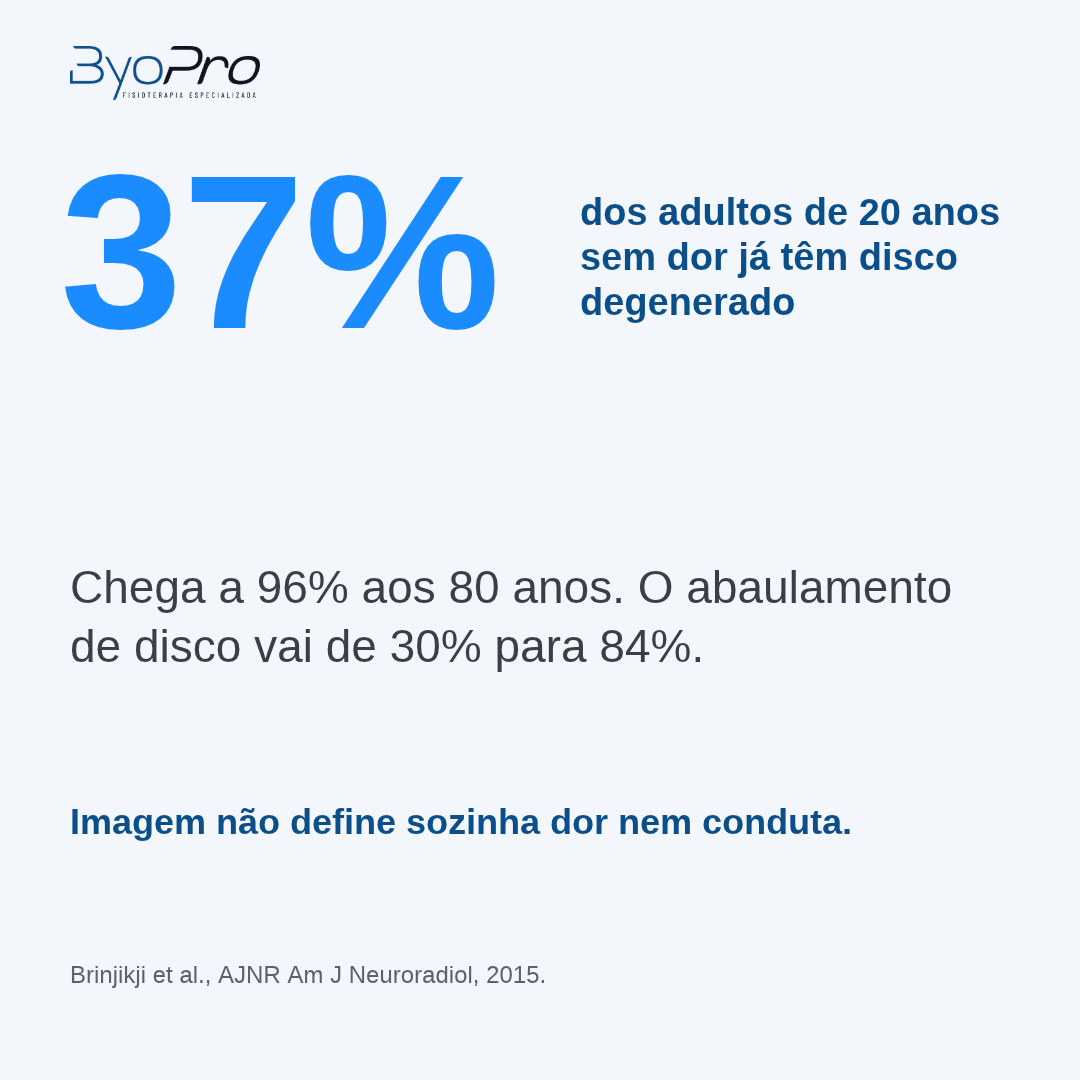 ByoPro
FISIOTERAPIA ESPECIALIZADA
37%
dos adultos de 20 anos
sem dor já têm disco
degenerado
Chega a 96% aos 80 anos. O abaulamento
de disco vai de 30% para 84%.
Imagem não define sozinha dor nem conduta.
Brinjikji et al., AJNR Am J Neuroradiol, 2015.